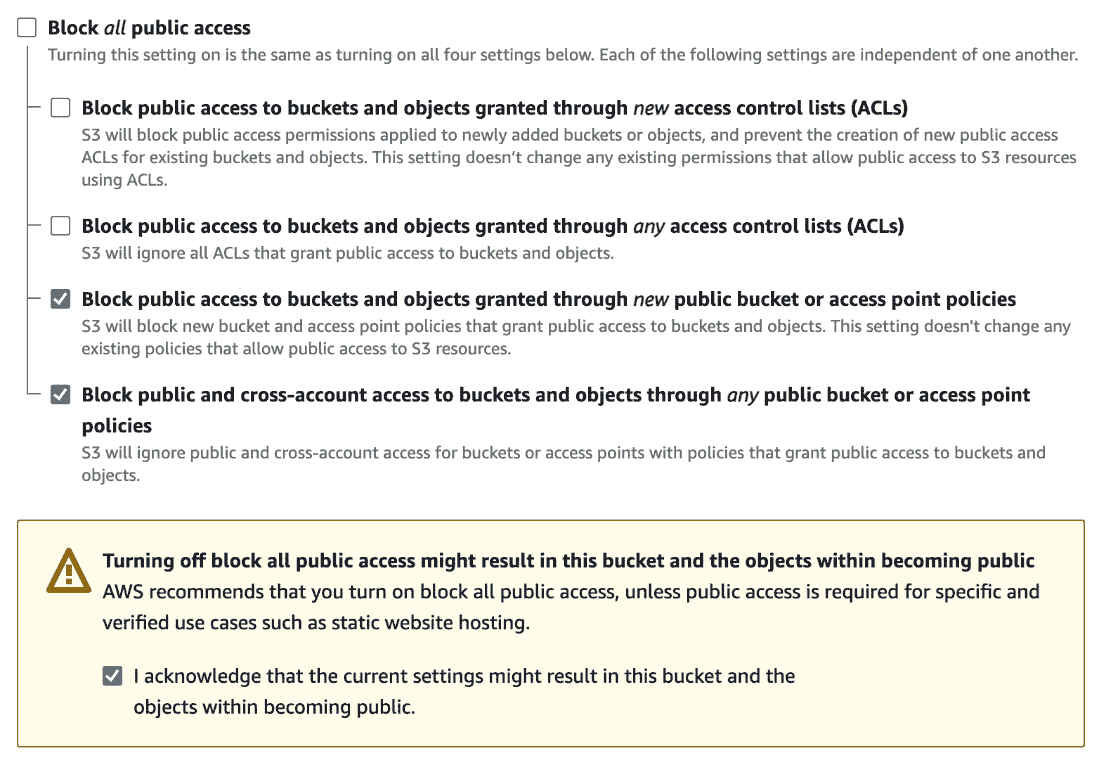 Block all public access
Turning this setting on is the same as turning on all four settings below. Each of the following settings are independent of one another.
Block public access to buckets and objects granted through new access control lists (ACLs)
S3 will block public access permissions applied to newly added buckets or objects, and prevent the creation of new public access
ACLs for existing buckets and objects. This setting doesn't change any existing permissions that allow public access to S3 resources
using ACLs.
Block public access to buckets and objects granted through any access control lists (ACLs)
S3 will ignore all ACLs that grant public access to buckets and objects.
Block public access to buckets and objects granted through new public bucket or access point policies
S3 will block new bucket and access point policies that grant public access to buckets and objects. This setting doesn't change any
existing policies that allow public access to S3 resources.
Block public and cross-account access to buckets and objects through any public bucket or access point
policies
S3 will ignore public and cross-account access for buckets or access points with policies that grant public access to buckets and
objects.
Turning off block all public access might result in this bucket and the objects within becoming public
AWS recommends that you turn on block all public access, unless public access is required for specific and
verified use cases such as static website hosting.
I acknowledge that the current settings might result in this bucket and the
objects within becoming public.